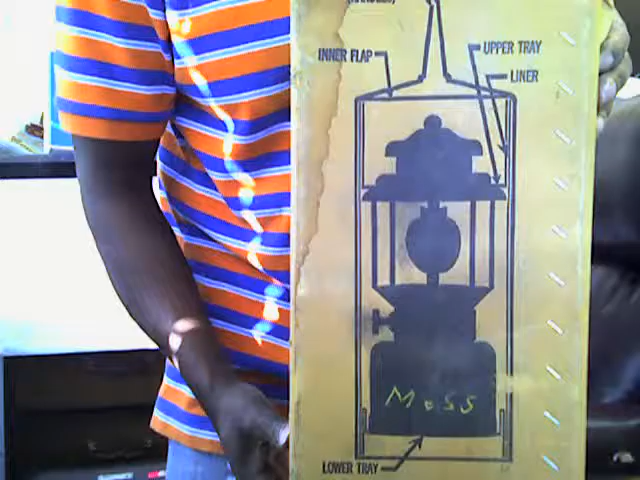 INNER FLAP
UPPER TRAY
LINER
Moss
LOWER TRAY